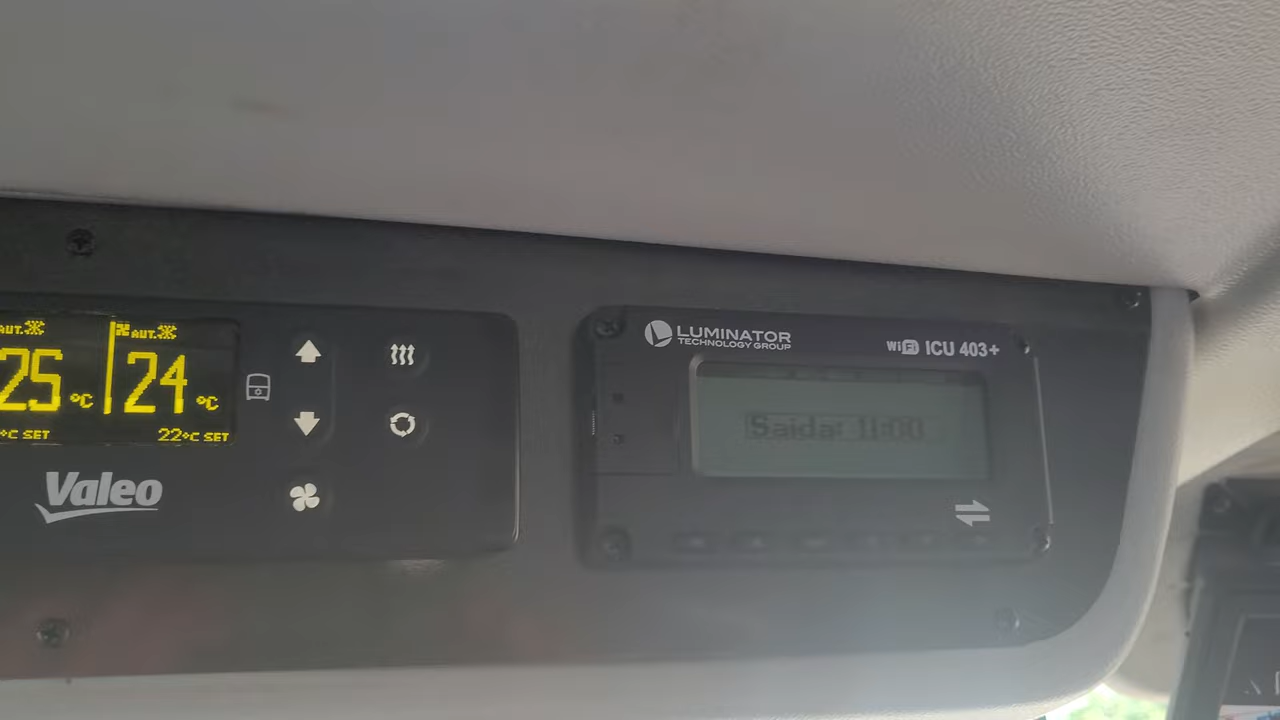 AUT.
25 °C
°C SET
AUT.
24 °C
22°C SET
Valeo
LUMINATOR
TECHNOLOGY GROUP
WiFi ICU 403+
Saida: 11:00